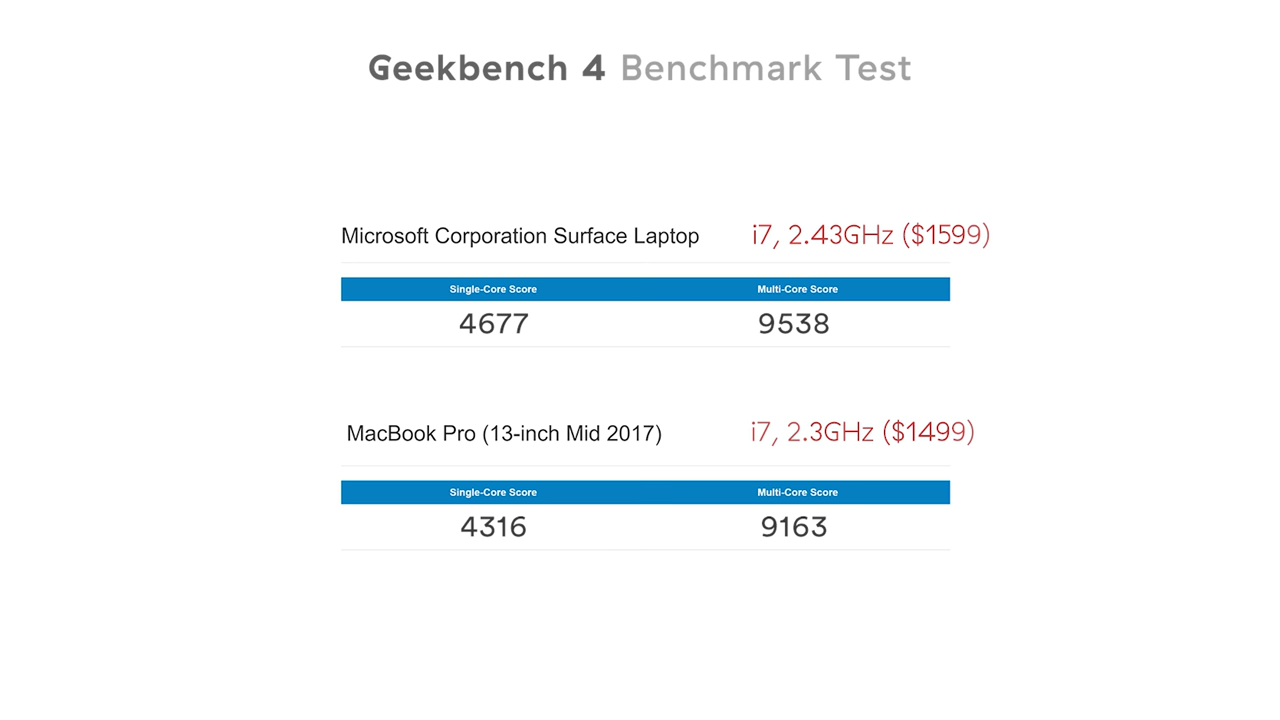 Geekbench 4 Benchmark Test
Microsoft Corporation Surface Laptop i7, 2.43GHz ($1599)
Single-Core Score Multi-Core Score
4677 9538
MacBook Pro (13-inch Mid 2017) i7, 2.3GHz ($1499)
Single-Core Score Multi-Core Score
4316 9163